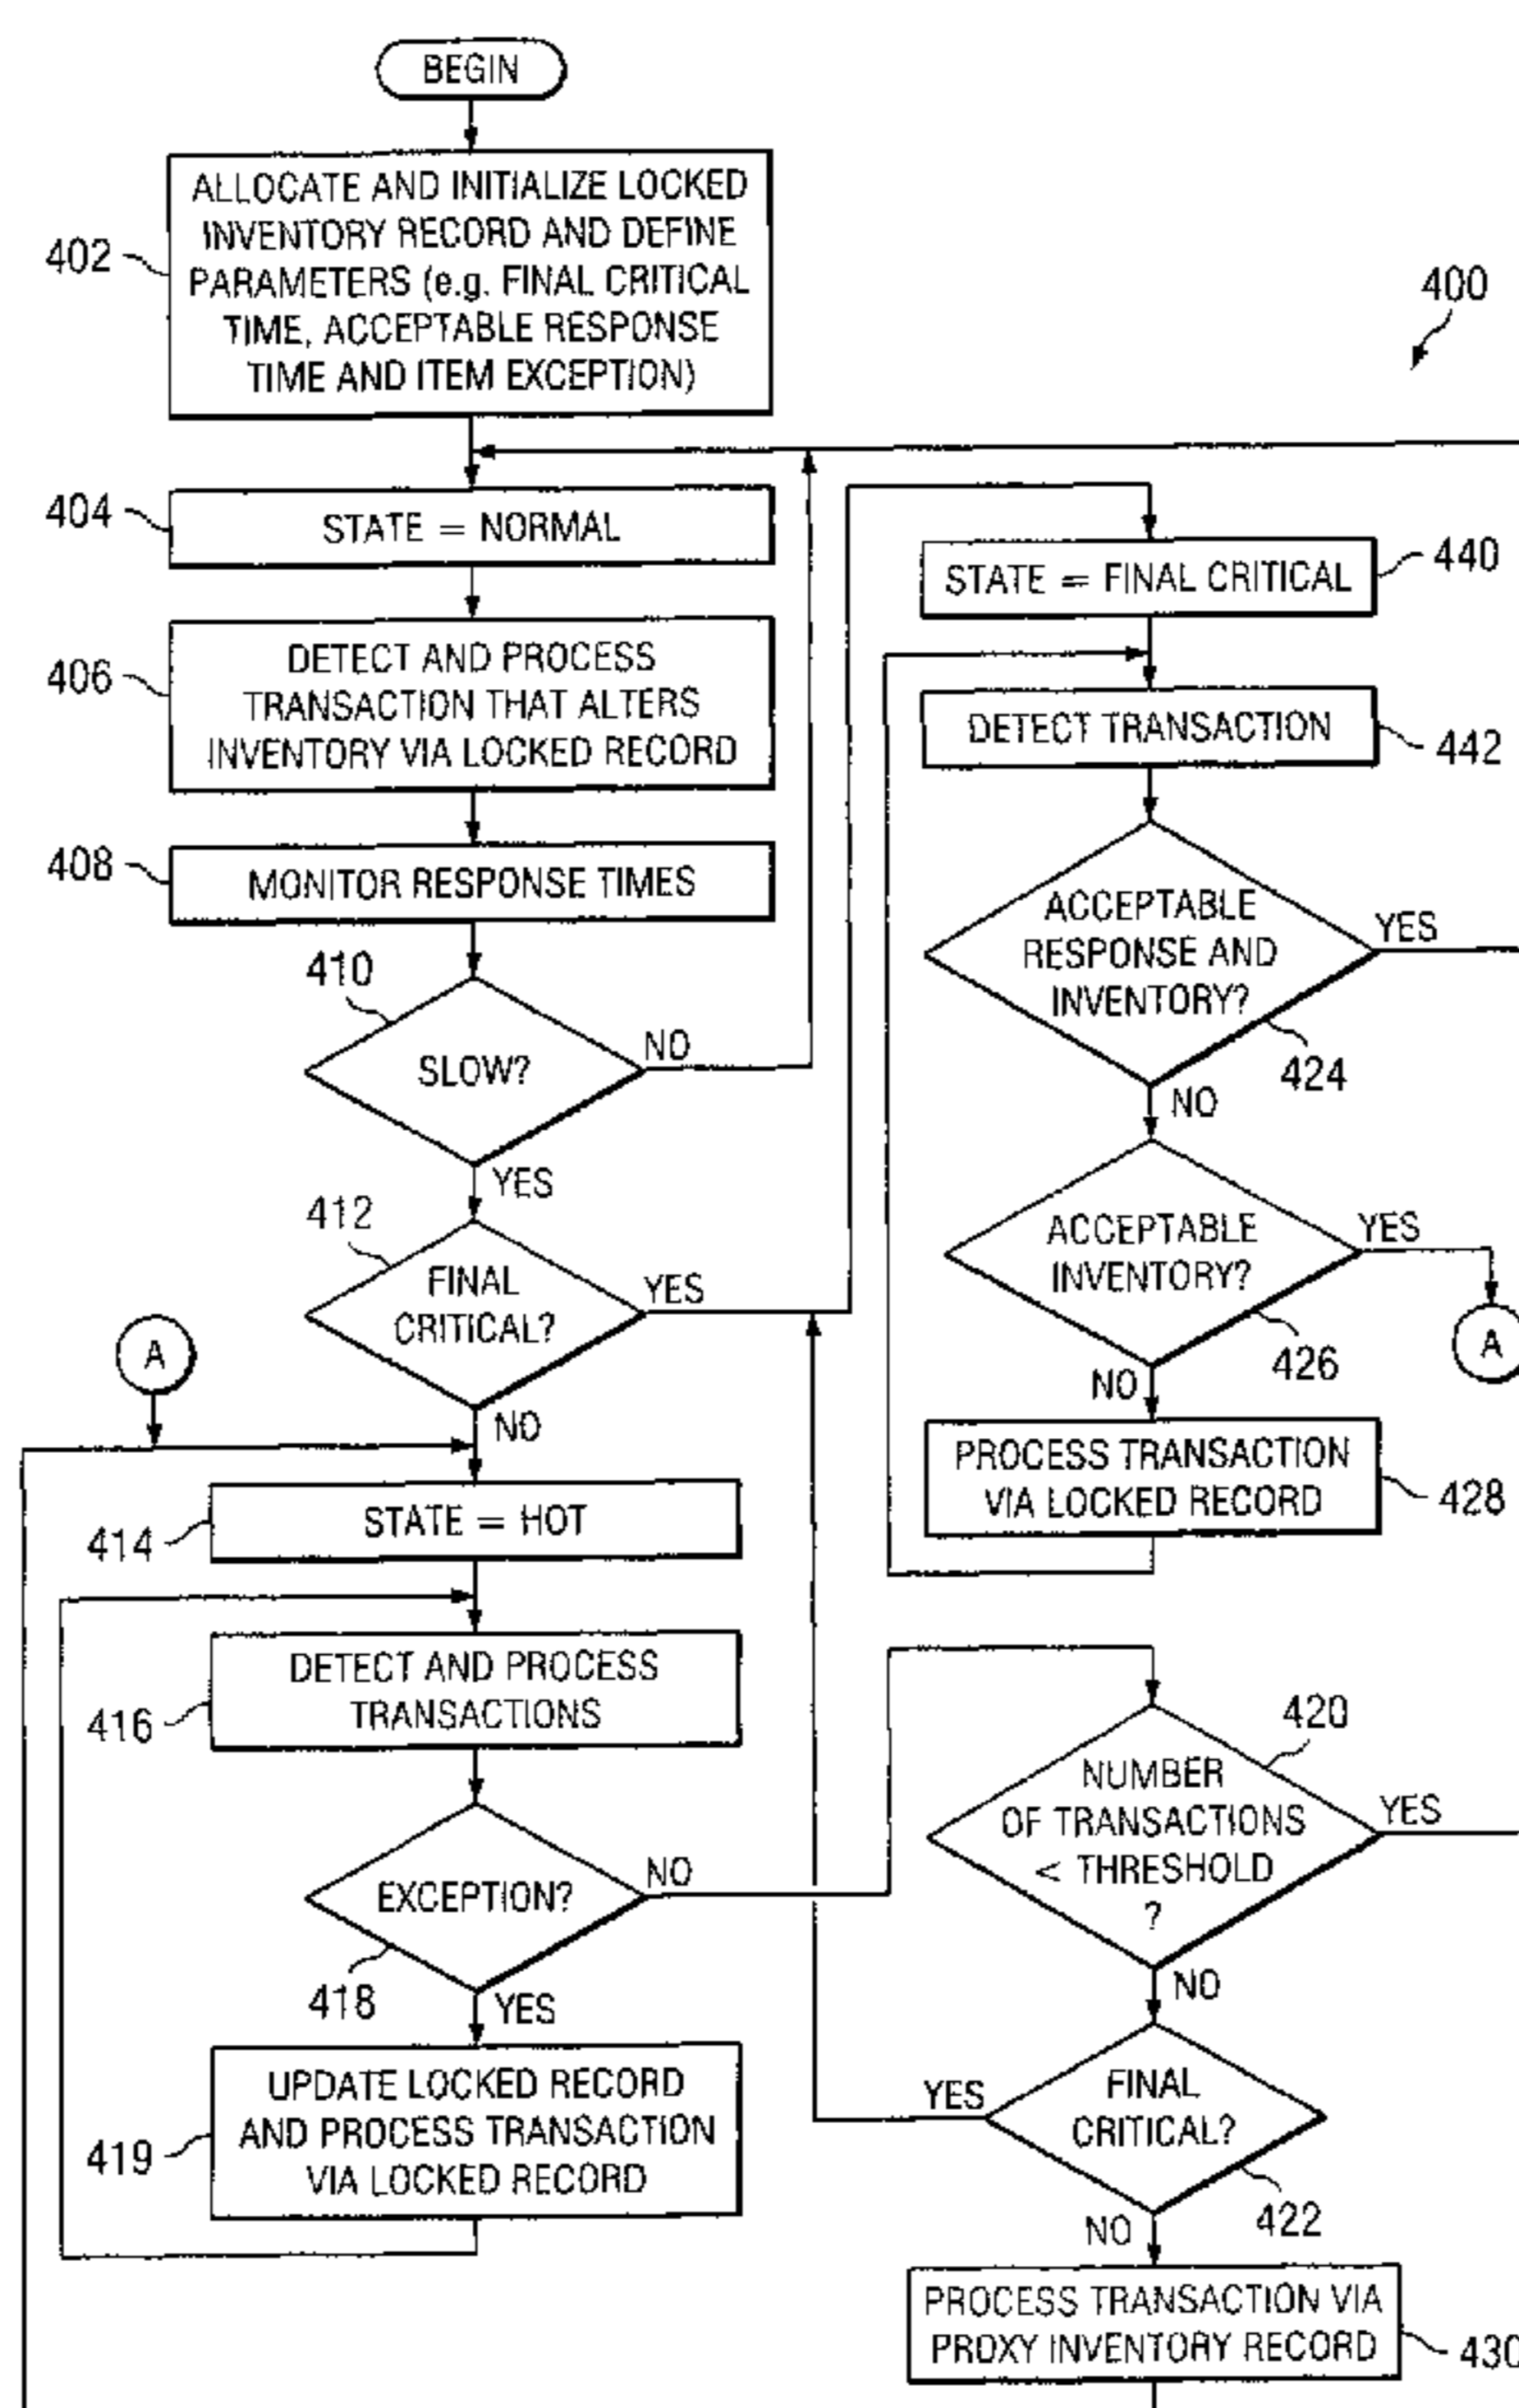 BEGIN
ALLOCATE AND INITIALIZE LOCKED
INVENTORY RECORD AND DEFINE
PARAMETERS (e.g. FINAL CRITICAL
TIME, ACCEPTABLE RESPONSE
TIME AND ITEM EXCEPTION)
402
400
STATE = NORMAL
404
DETECT AND PROCESS
TRANSACTION THAT ALTERS
INVENTORY VIA LOCKED RECORD
406
MONITOR RESPONSE TIMES
408
410
SLOW?
NO
YES
412
FINAL
CRITICAL?
YES
NO
A
STATE = HOT
414
DETECT AND PROCESS
TRANSACTIONS
416
EXCEPTION?
NO
418
YES
UPDATE LOCKED RECORD
AND PROCESS TRANSACTION
VIA LOCKED RECORD
419
STATE = FINAL CRITICAL
440
DETECT TRANSACTION
442
ACCEPTABLE
RESPONSE AND
INVENTORY?
YES
424
NO
ACCEPTABLE
INVENTORY?
YES
A
426
NO
PROCESS TRANSACTION
VIA LOCKED RECORD
428
420
NUMBER
OF TRANSACTIONS
< THRESHOLD
?
YES
NO
FINAL
CRITICAL?
YES
422
NO
PROCESS TRANSACTION VIA
PROXY INVENTORY RECORD
430